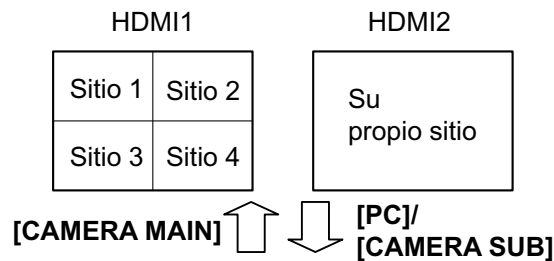 HDMI1
HDMI2
Sitio 1
Sitio 2
Sitio 3
Sitio 4
Su
propio sitio
[CAMERA MAIN]
[PC]/
[CAMERA SUB]